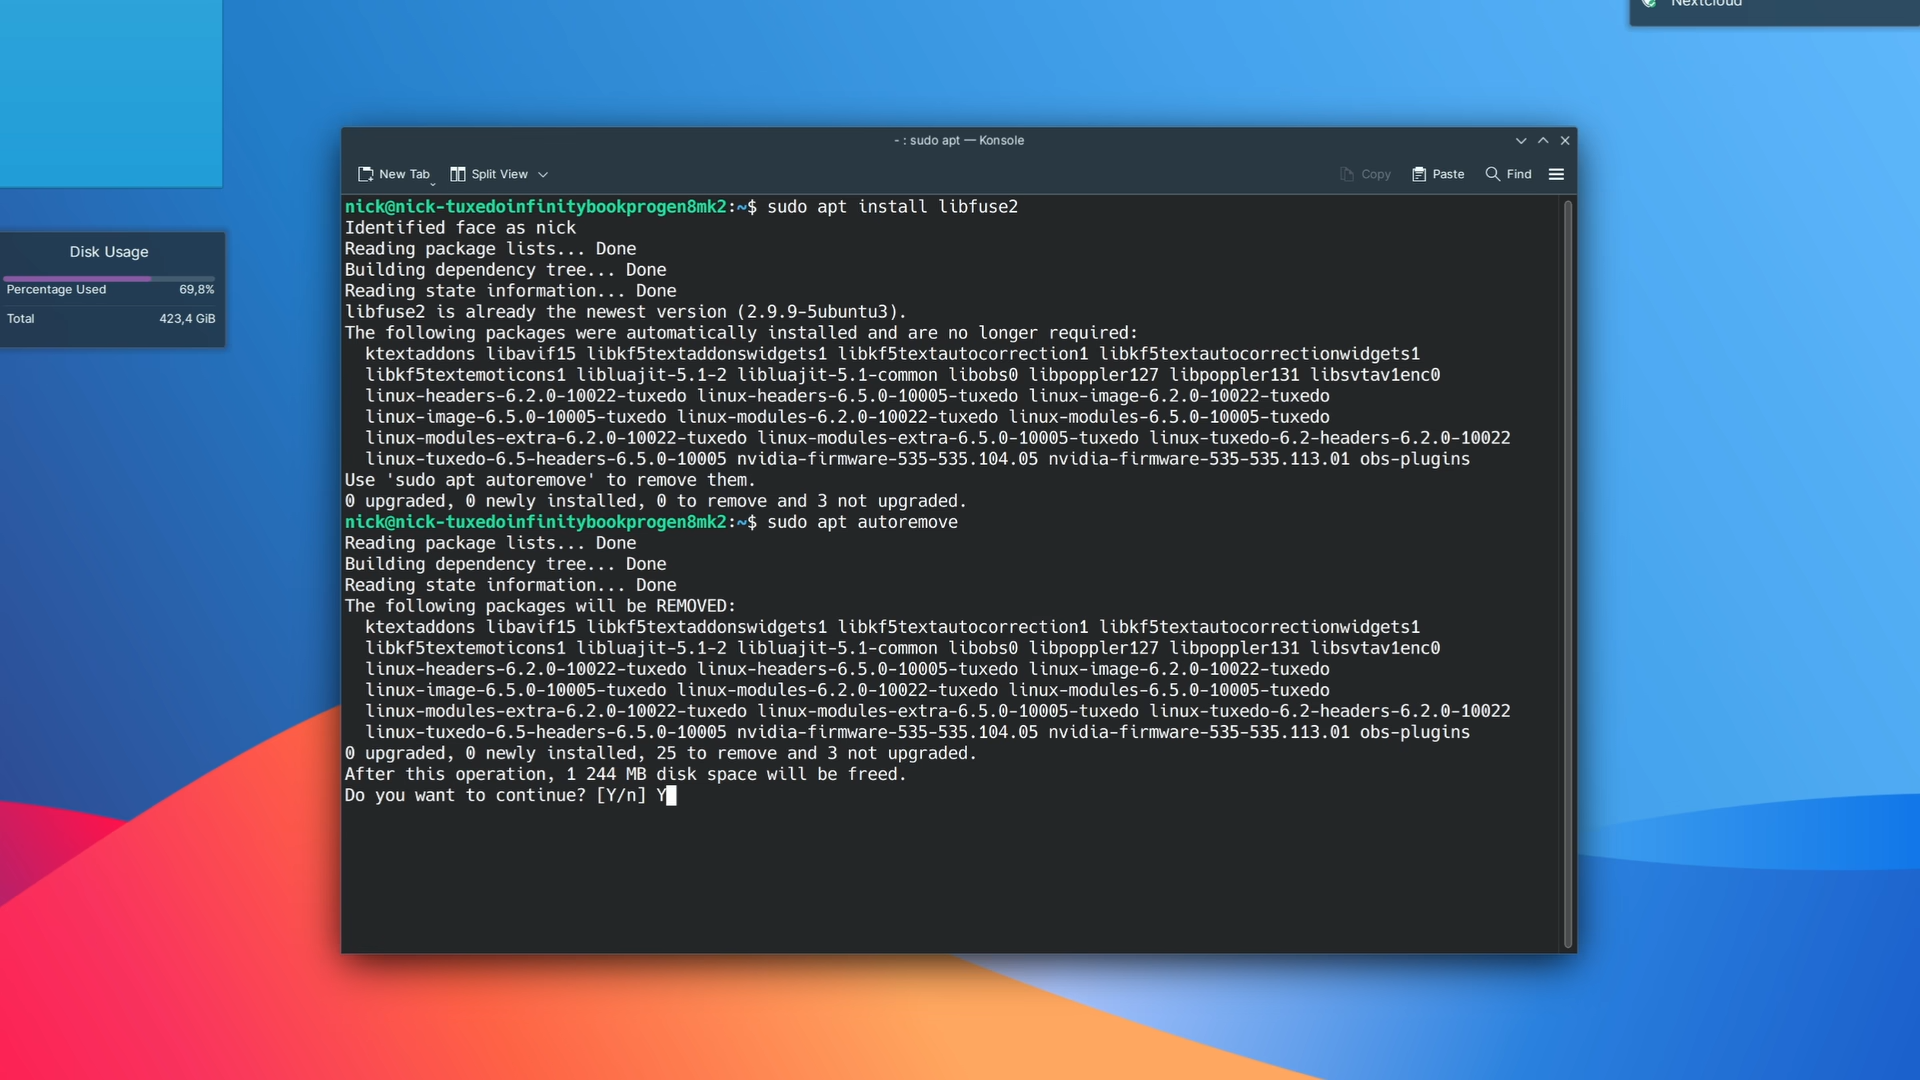 Nextcloud
- : sudo apt — Konsole
New Tab
Split View
Copy
Paste
Find
Disk Usage
Percentage Used 69,8%
Total 423,4 GiB
nick@nick-tuxedoinfinitybookprogen8mk2:~$ sudo apt install libfuse2
Identified face as nick
Reading package lists... Done
Building dependency tree... Done
Reading state information... Done
libfuse2 is already the newest version (2.9.9-5ubuntu3).
The following packages were automatically installed and are no longer required:
  ktextaddons libavif15 libkf5textaddonswidgets1 libkf5textautocorrection1 libkf5textautocorrectionwidgets1
  libkf5textemoticons1 libluajit-5.1-2 libluajit-5.1-common libobs0 libpoppler127 libpoppler131 libsvtav1enc0
  linux-headers-6.2.0-10022-tuxedo linux-headers-6.5.0-10005-tuxedo linux-image-6.2.0-10022-tuxedo
  linux-image-6.5.0-10005-tuxedo linux-modules-6.2.0-10022-tuxedo linux-modules-6.5.0-10005-tuxedo
  linux-modules-extra-6.2.0-10022-tuxedo linux-modules-extra-6.5.0-10005-tuxedo linux-tuxedo-6.2-headers-6.2.0-10022
  linux-tuxedo-6.5-headers-6.5.0-10005 nvidia-firmware-535-535.104.05 nvidia-firmware-535-535.113.01 obs-plugins
Use 'sudo apt autoremove' to remove them.
0 upgraded, 0 newly installed, 0 to remove and 3 not upgraded.
nick@nick-tuxedoinfinitybookprogen8mk2:~$ sudo apt autoremove
Reading package lists... Done
Building dependency tree... Done
Reading state information... Done
The following packages will be REMOVED:
  ktextaddons libavif15 libkf5textaddonswidgets1 libkf5textautocorrection1 libkf5textautocorrectionwidgets1
  libkf5textemoticons1 libluajit-5.1-2 libluajit-5.1-common libobs0 libpoppler127 libpoppler131 libsvtav1enc0
  linux-headers-6.2.0-10022-tuxedo linux-headers-6.5.0-10005-tuxedo linux-image-6.2.0-10022-tuxedo
  linux-image-6.5.0-10005-tuxedo linux-modules-6.2.0-10022-tuxedo linux-modules-6.5.0-10005-tuxedo
  linux-modules-extra-6.2.0-10022-tuxedo linux-modules-extra-6.5.0-10005-tuxedo linux-tuxedo-6.2-headers-6.2.0-10022
  linux-tuxedo-6.5-headers-6.5.0-10005 nvidia-firmware-535-535.104.05 nvidia-firmware-535-535.113.01 obs-plugins
0 upgraded, 0 newly installed, 25 to remove and 3 not upgraded.
After this operation, 1 244 MB disk space will be freed.
Do you want to continue? [Y/n] Y